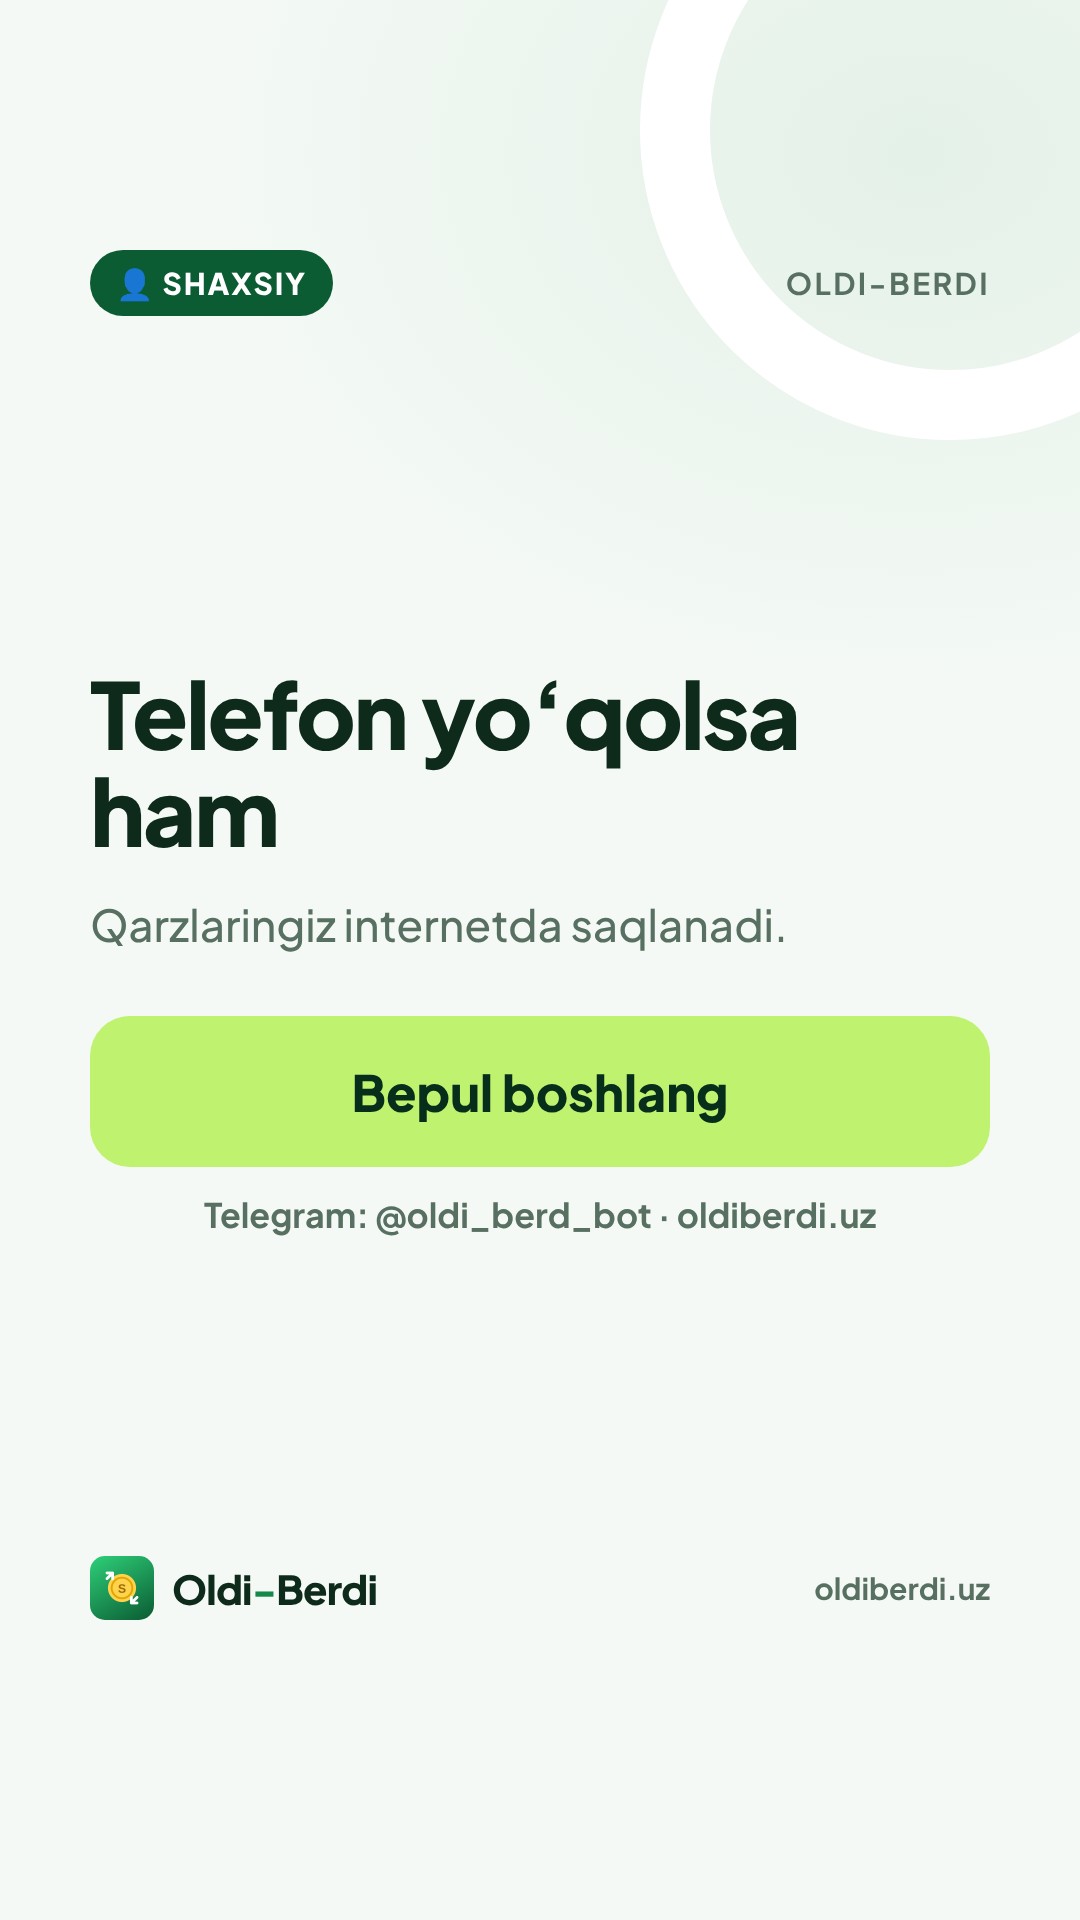 👤 SHAXSIY
OLDI-BERDI
Telefon yo‘qolsa
ham
Qarzlaringiz internetda saqlanadi.
Bepul boshlang
Telegram: @oldi_berd_bot · oldiberdi.uz
S
Oldi-Berdi
oldiberdi.uz